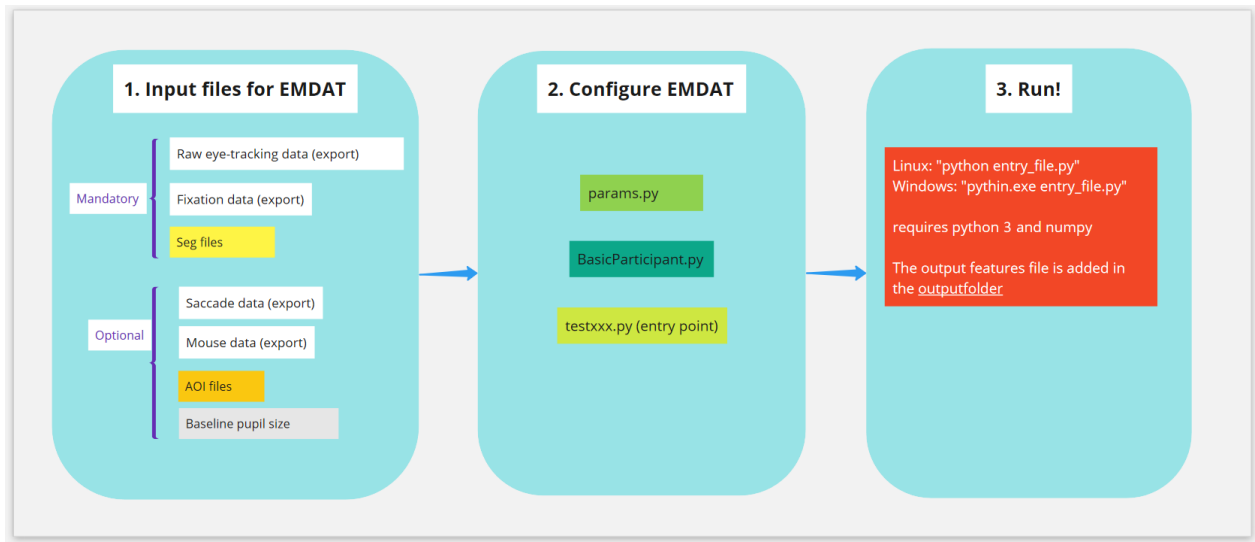 1. Input files for EMDAT
Mandatory
Raw eye-tracking data (export)
Fixation data (export)
Seg files
Optional
Saccade data (export)
Mouse data (export)
AOI files
Baseline pupil size
2. Configure EMDAT
params.py
BasicParticipant.py
testxxx.py (entry point)
3. Run!
Linux: "python entry_file.py"
Windows: "pythin.exe entry_file.py"
requires python 3 and numpy
The output features file is added in
the outputfolder